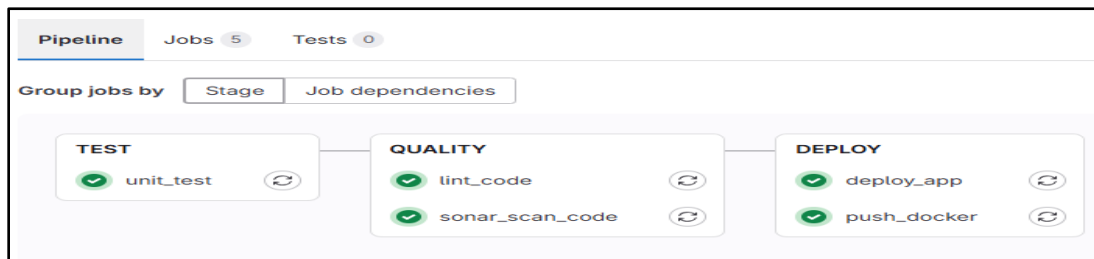 Pipeline Jobs 5 Tests 0
Group jobs by Stage Job dependencies
TEST QUALITY DEPLOY
unit_test lint_code deploy_app
sonar_scan_code push_docker